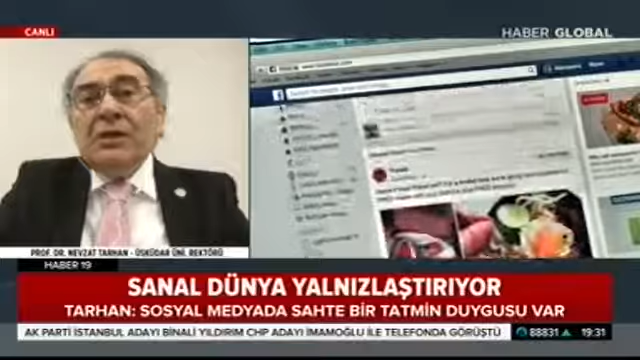 CANLI
HABER GLOBAL
PROF. DR. NEVZAT TARHAN - ÜSKÜDAR ÜNİ. REKTÖRÜ
HABER 19
SANAL DÜNYA YALNIZLAŞTIRIYOR
TARHAN: SOSYAL MEDYADA SAHTE BİR TATMİN DUYGUSU VAR
AK PARTİ İSTANBUL ADAYI BİNALİ YILDIRIM CHP ADAYI İMAMOĞLU İLE TELEFONDA GÖRÜŞTÜ
88831 ▲ 19:31